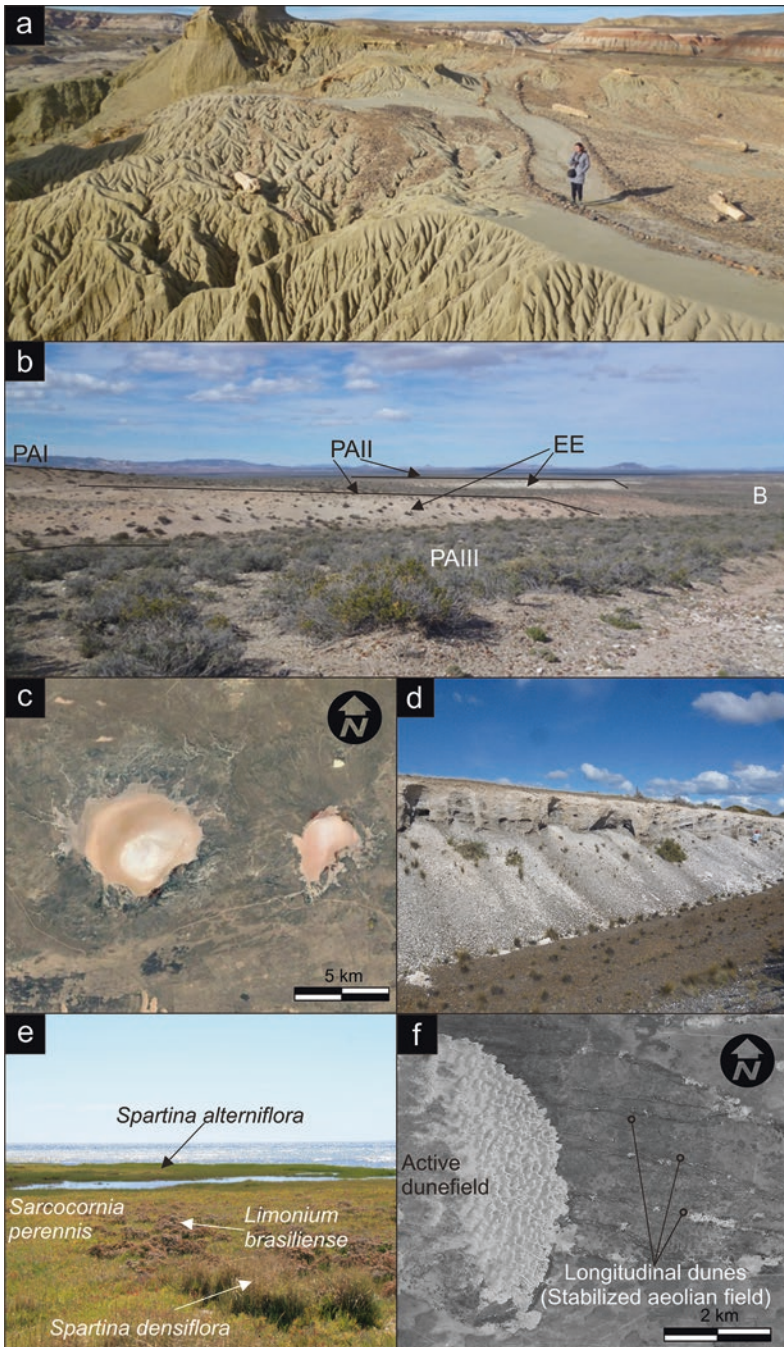 a
b
PAI
PAII
EE
B
PAIII
c
N
5 km
d
e
Spartina alterniflora
Sarcocornia
perennis
Limonium
brasiliense
Spartina densiflora
f
N
Active
dunefield
Longitudinal dunes
(Stabilized aeolian field)
2 km